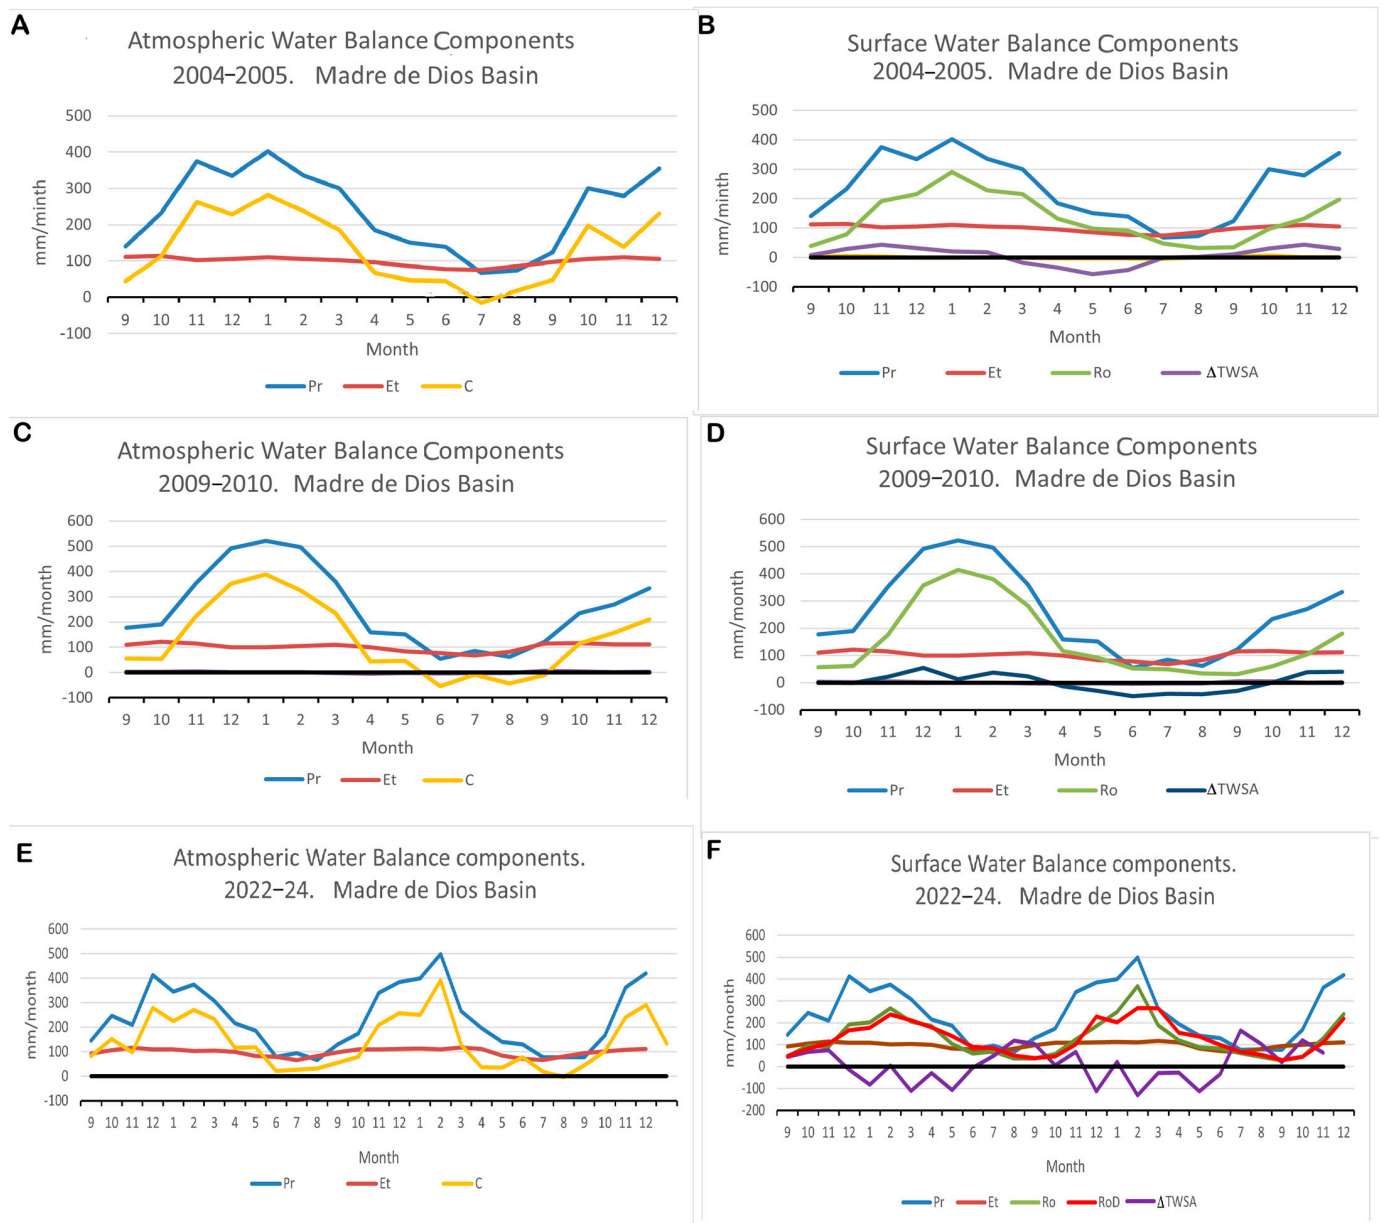 A
Atmospheric Water Balance Components
2004–2005. Madre de Dios Basin
500
400
300
200
100
0
-100
mm/minth
9 10 11 12 1 2 3 4 5 6 7 8 9 10 11 12
Month
Pr Et C
B
Surface Water Balance Components
2004–2005. Madre de Dios Basin
500
400
300
200
100
0
-100
mm/minth
9 10 11 12 1 2 3 4 5 6 7 8 9 10 11 12
Month
Pr Et Ro ΔTWSA
C
Atmospheric Water Balance Components
2009–2010. Madre de Dios Basin
600
500
400
300
200
100
0
-100
mm/month
9 10 11 12 1 2 3 4 5 6 7 8 9 10 11 12
Month
Pr Et C
D
Surface Water Balance Components
2009–2010. Madre de Dios Basin
600
500
400
300
200
100
0
-100
mm/month
9 10 11 12 1 2 3 4 5 6 7 8 9 10 11 12
Month
Pr Et Ro ΔTWSA
E
Atmospheric Water Balance components.
2022–24. Madre de Dios Basin
600
500
400
300
200
100
0
-100
mm/month
9 10 11 12 1 2 3 4 5 6 7 8 9 10 11 12 1 2 3 4 5 6 7 8 9 10 11 12
Month
Pr Et C
F
Surface Water Balance components.
2022–24. Madre de Dios Basin
600
500
400
300
200
100
0
-100
-200
mm/month
9 10 11 12 1 2 3 4 5 6 7 8 9 10 11 12 1 2 3 4 5 6 7 8 9 10 11 12
Month
Pr Et Ro RoD ΔTWSA